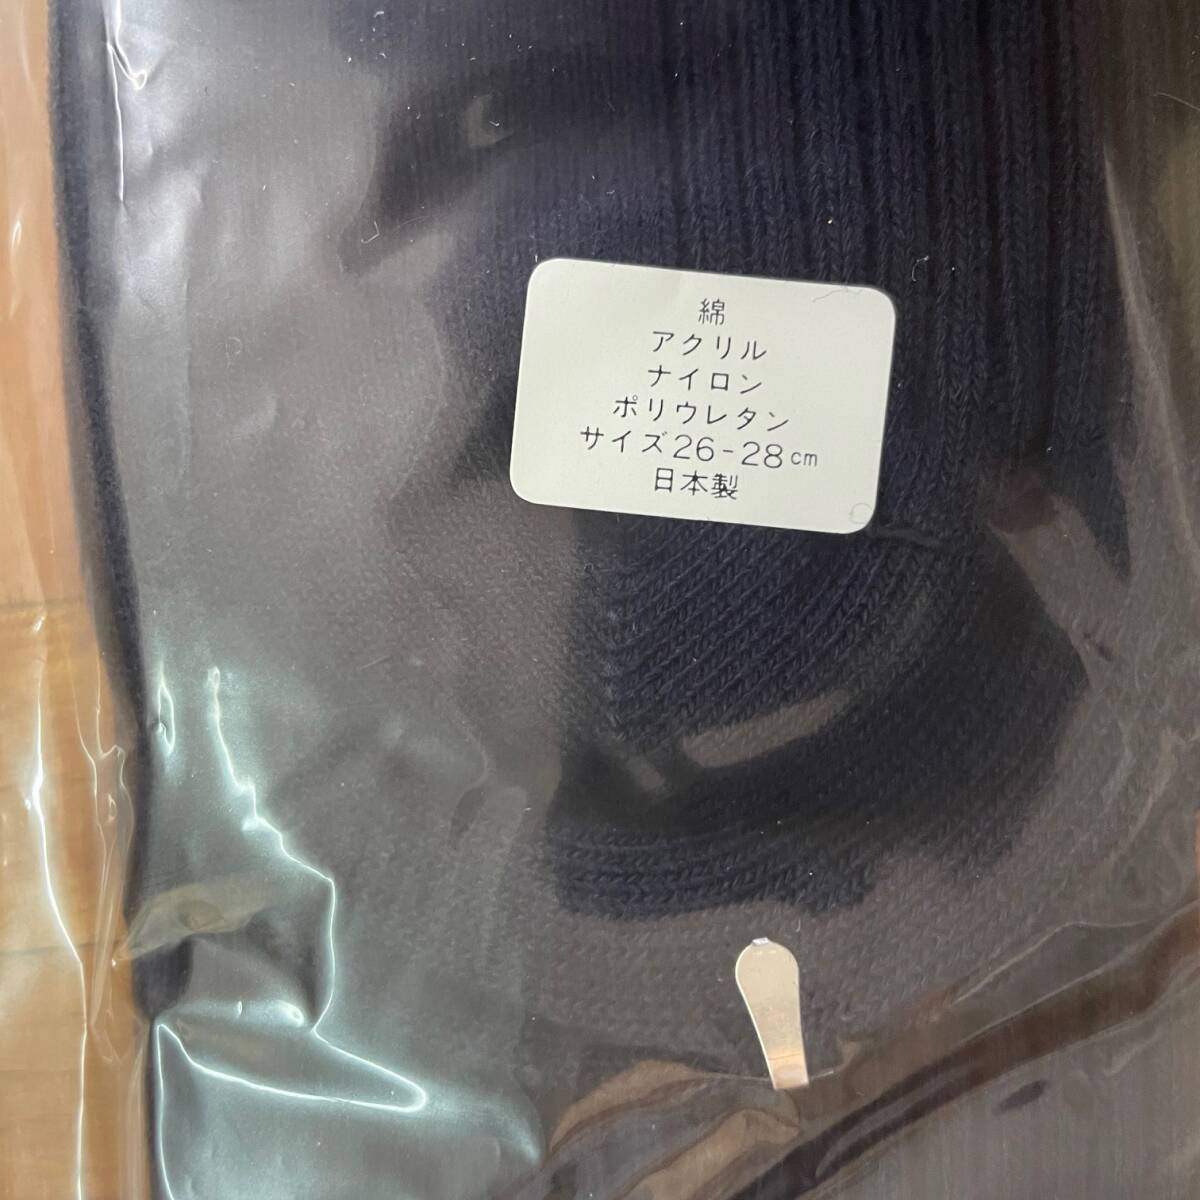 綿
アクリル
ナイロン
ポリウレタン
サイズ26-28cm
日本製